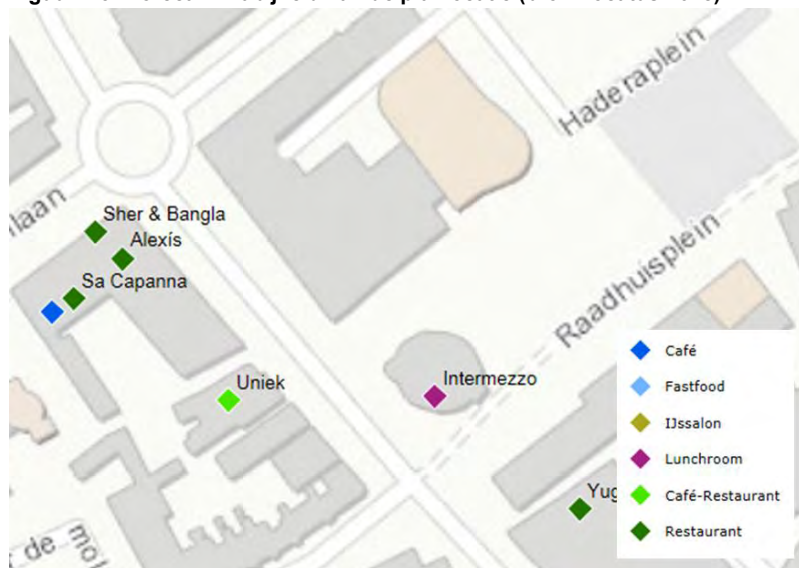 Haderaplein
laan
Sher & Bangla
Alexís
Sa Capanna
Raadhuisplein
Uniek
Intermezzo
Yug
Café
Fastfood
IJssalon
Lunchroom
Café-Restaurant
Restaurant
de